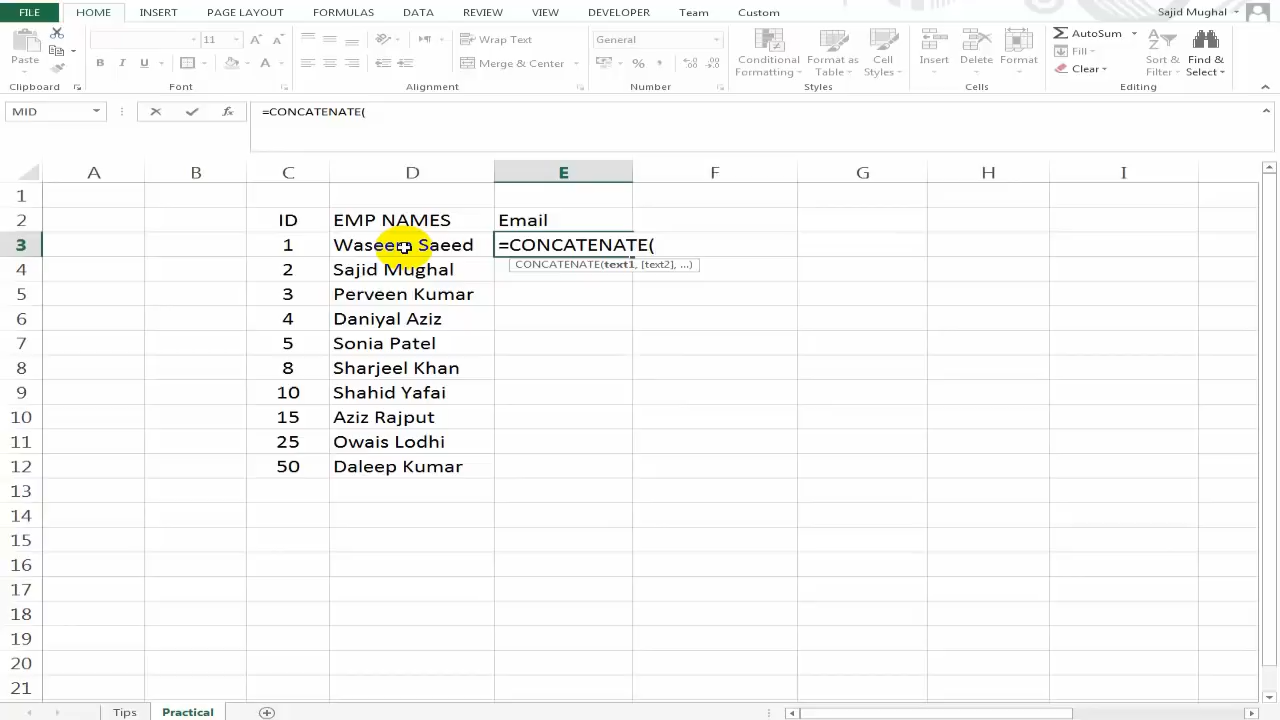 FILE HOME INSERT PAGE LAYOUT FORMULAS DATA REVIEW VIEW DEVELOPER Team Custom Sajid Mughal
Paste
B I U
11 A A
A
Wrap Text
Merge & Center
General
%
Conditional Formatting
Format as Table
Cell Styles
Insert
Delete
Format
AutoSum
Fill
Clear
Sort & Filter
Find & Select
Clipboard Font Alignment Number Styles Cells Editing
MID fx =CONCATENATE(
A B C D E F G H I
1
2 ID EMP NAMES Email
3 1 Waseem Saeed =CONCATENATE(
CONCATENATE(text1, [text2], ...)
4 2 Sajid Mughal
5 3 Perveen Kumar
6 4 Daniyal Aziz
7 5 Sonia Patel
8 8 Sharjeel Khan
9 10 Shahid Yafai
10 15 Aziz Rajput
11 25 Owais Lodhi
12 50 Daleep Kumar
13
14
15
16
17
18
19
20
21
Tips Practical